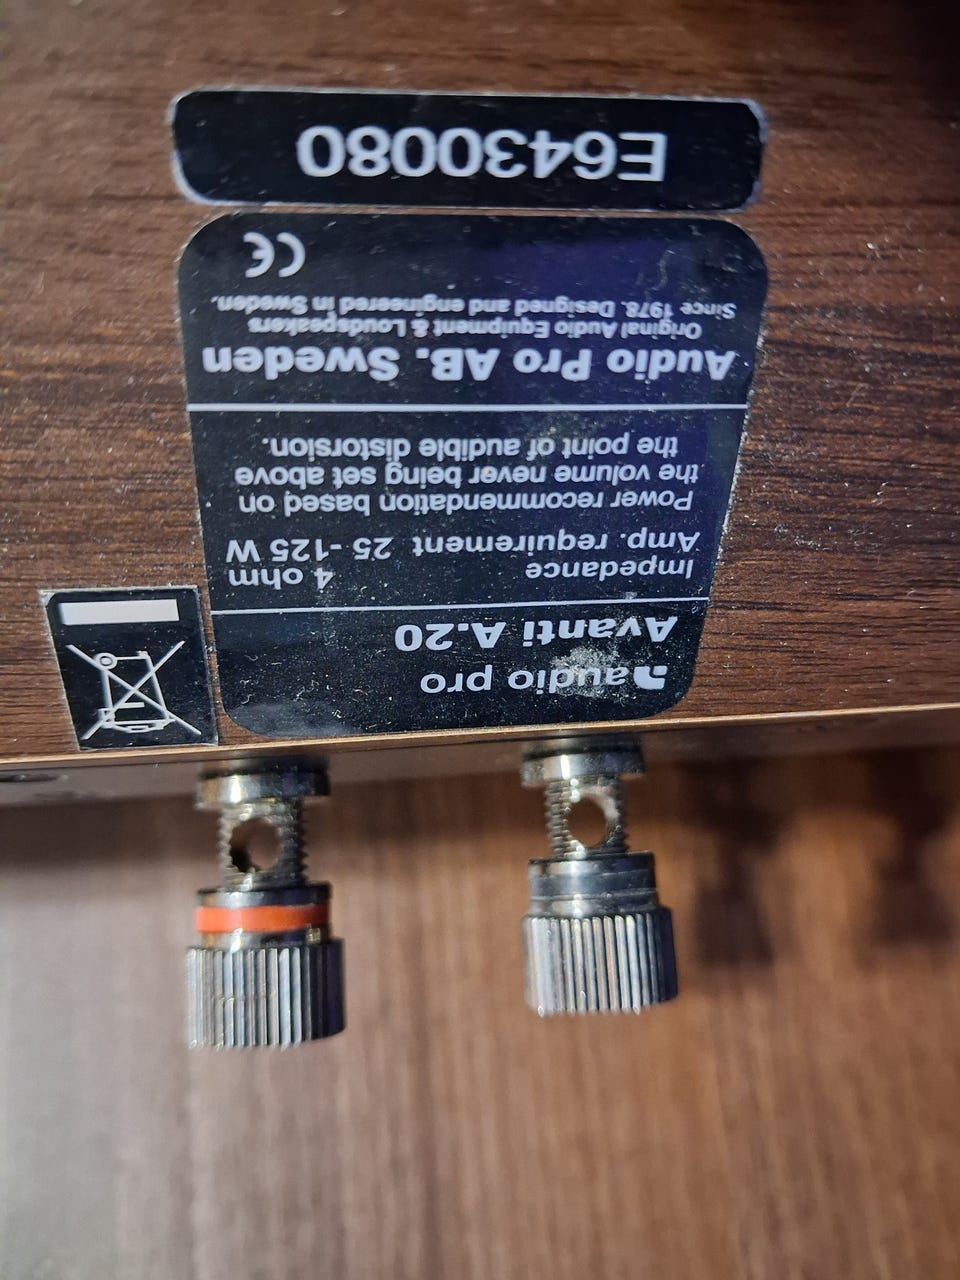 audio pro
Avanti A.20
Impedance 4 ohm
Amp. requirement 25 -125 W
Power recommendation based on
the volume never being set above
the point of audible distorsion.
Audio Pro AB. Sweden
Original Audio Equipment & Loudspeakers
Since 1978. Designed and engineered in Sweden.
CE
E6430080